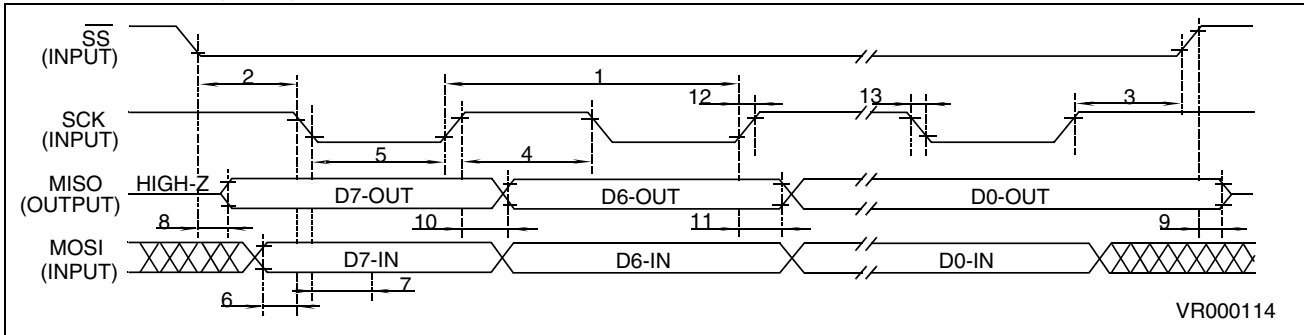 SS
(INPUT)
2
1
12
13
3
SCK
(INPUT)
5
4
MISO
(OUTPUT)
HIGH-Z
D7-OUT
D6-OUT
D0-OUT
8
10
11
9
MOSI
(INPUT)
D7-IN
D6-IN
D0-IN
6
7
VR000114